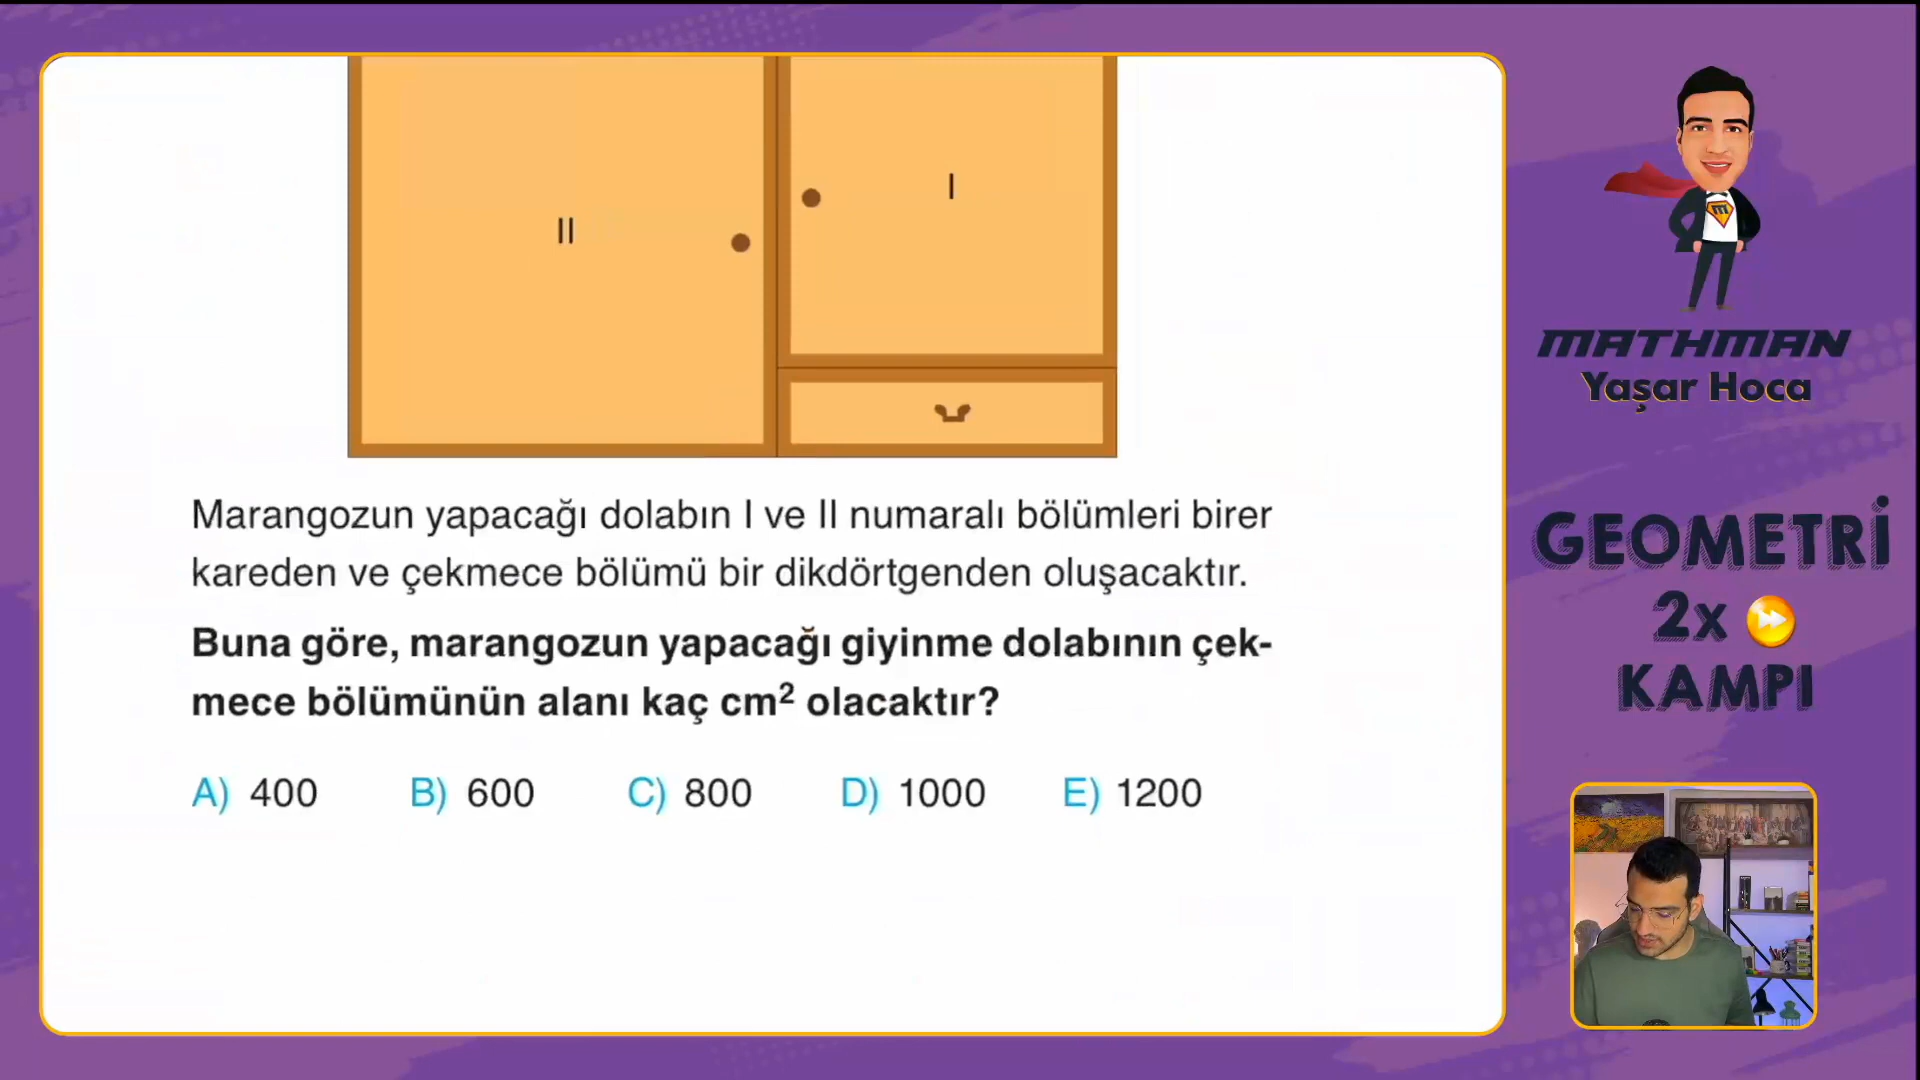 II
I
Marangozun yapacağı dolabın I ve II numaralı bölümleri birer
kareden ve çekmece bölümü bir dikdörtgenden oluşacaktır.
Buna göre, marangozun yapacağı giyinme dolabının çek-
mece bölümünün alanı kaç cm² olacaktır?
A) 400 B) 600 C) 800 D) 1000 E) 1200
M
MATHMAN
Yaşar Hoca
GEOMETRİ
2x
KAMPI